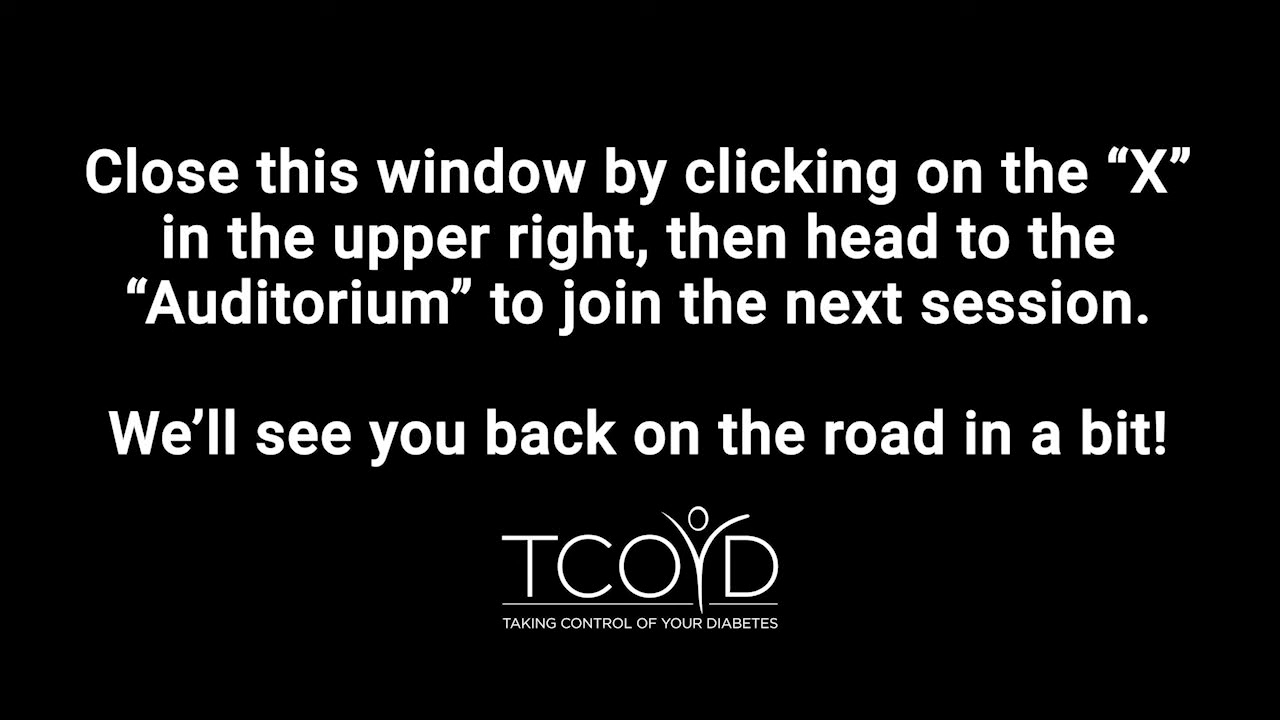 Close this window by clicking on the “X”
in the upper right, then head to the
“Auditorium” to join the next session.
We’ll see you back on the road in a bit!
TCOYD
TAKING CONTROL OF YOUR DIABETES